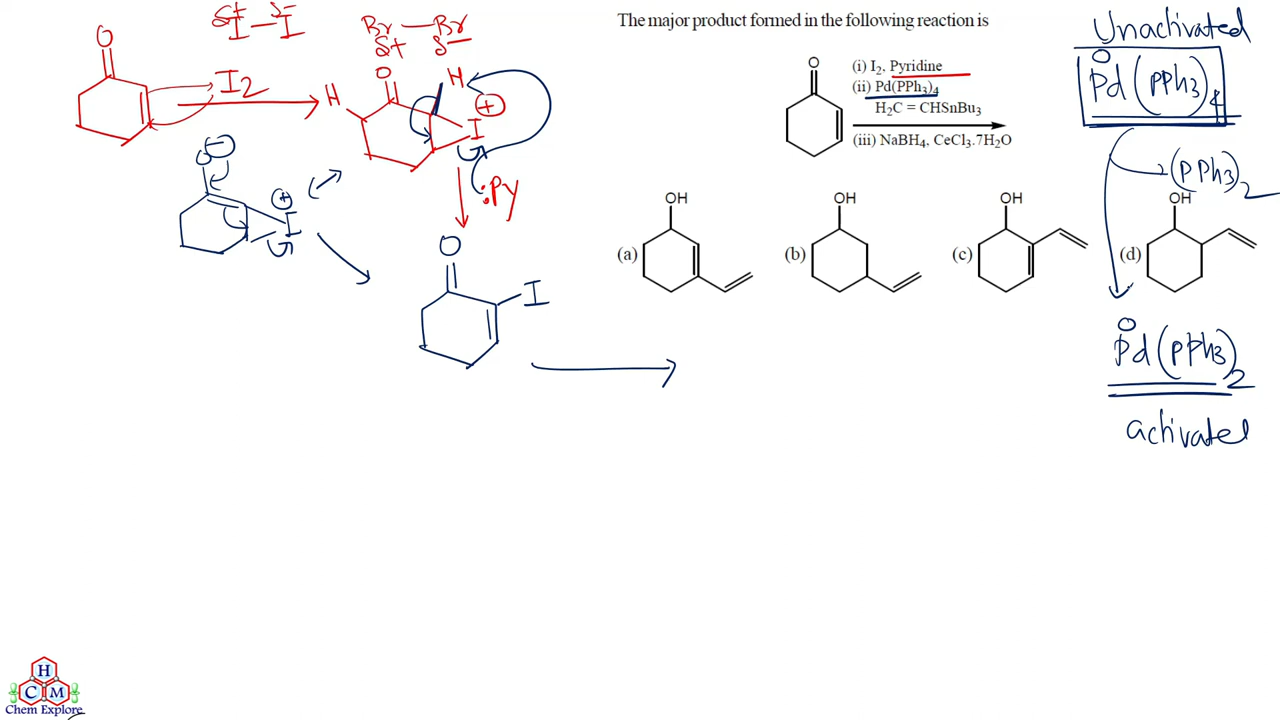 δ+ δ-
I — I
Br — Br
δ+ δ-
O
I2
H
O
H
+
I
:Py
O-
+
I
O
I
The major product formed in the following reaction is
O
(i) I2, Pyridine
(ii) Pd(PPh3)4
H2C = CHSnBu3
(iii) NaBH4, CeCl3.7H2O
(a)
OH
(b)
OH
(c)
OH
(d)
OH
Unactivated
O
Pd(PPh3)4
(PPh3)2
O
Pd(PPh3)2
activated
H
C M
Chem Explore